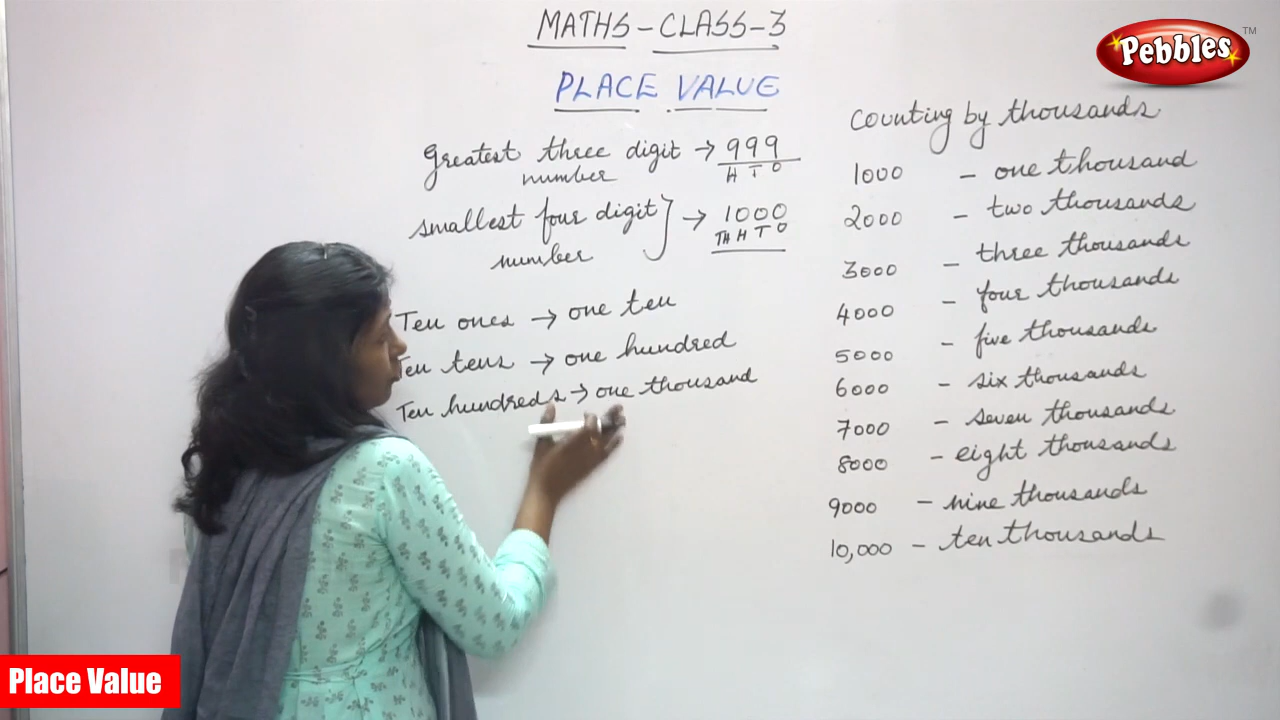 MATHS - CLASS-3
PLACE VALUE
Greatest three digit → 999
number H T O
smallest four digit } → 1000
number TH H T O
Ten ones → one ten
Ten tens → one hundred
Ten hundreds → one thousand
Counting by thousands
1000 - one thousand
2000 - two thousands
3000 - three thousands
4000 - four thousands
5000 - five thousands
6000 - six thousands
7000 - seven thousands
8000 - eight thousands
9000 - nine thousands
10,000 - ten thousands
Pebbles TM
Place Value